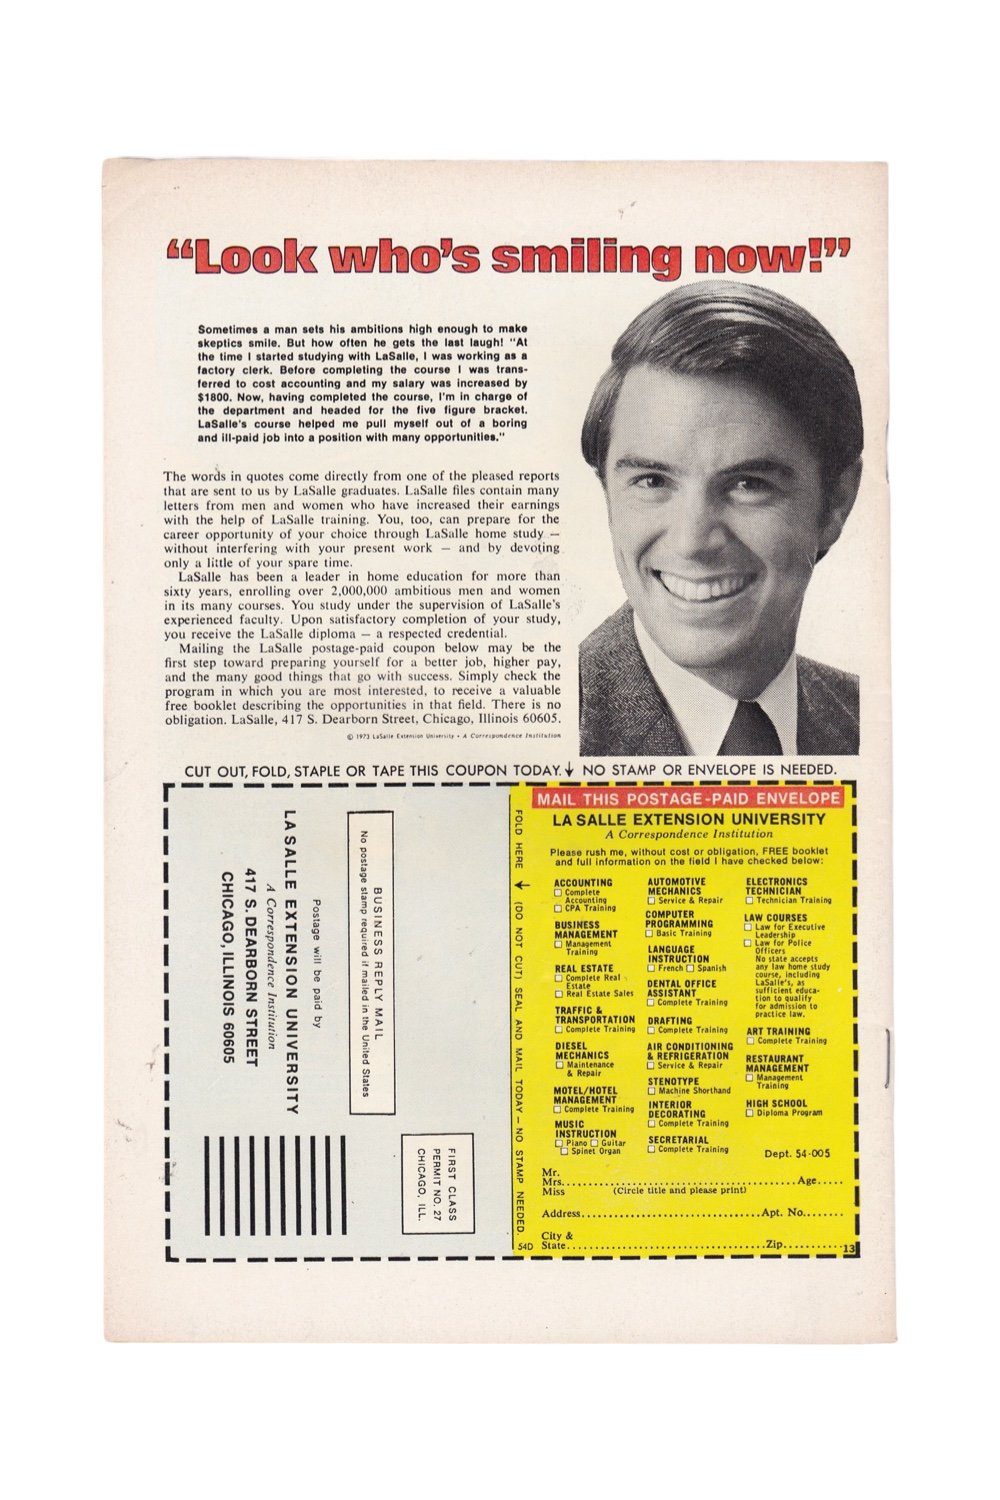 “Look who’s smiling now!”
Sometimes a man sets his ambitions high enough to make
skeptics smile. But how often he gets the last laugh! "At
the time I started studying with LaSalle, I was working as a
factory clerk. Before completing the course I was trans-
ferred to cost accounting and my salary was increased by
$1800. Now, having completed the course, I'm in charge of
the department and headed for the five figure bracket.
LaSalle's course helped me pull myself out of a boring
and ill-paid job into a position with many opportunities."
The words in quotes come directly from one of the pleased reports
that are sent to us by LaSalle graduates. LaSalle files contain many
letters from men and women who have increased their earnings
with the help of LaSalle training. You, too, can prepare for the
career opportunity of your choice through LaSalle home study —
without interfering with your present work — and by devoting
only a little of your spare time.
LaSalle has been a leader in home education for more than
sixty years, enrolling over 2,000,000 ambitious men and women
in its many courses. You study under the supervision of LaSalle's
experienced faculty. Upon satisfactory completion of your study,
you receive the LaSalle diploma — a respected credential.
Mailing the LaSalle postage-paid coupon below may be the
first step toward preparing yourself for a better job, higher pay,
and the many good things that go with success. Simply check the
program in which you are most interested, to receive a valuable
free booklet describing the opportunities in that field. There is no
obligation. LaSalle, 417 S. Dearborn Street, Chicago, Illinois 60605.
© 1973 LaSalle Extension University • A Correspondence Institution
CUT OUT, FOLD, STAPLE OR TAPE THIS COUPON TODAY. ↓ NO STAMP OR ENVELOPE IS NEEDED.
FIRST CLASS
PERMIT NO. 27
CHICAGO, ILL.
BUSINESS REPLY MAIL
No postage stamp required if mailed in the United States
Postage will be paid by
LA SALLE EXTENSION UNIVERSITY
A Correspondence Institution
417 S. DEARBORN STREET
CHICAGO, ILLINOIS 60605
FOLD HERE ↓ (DO NOT CUT) SEAL AND MAIL TODAY — NO STAMP NEEDED.
54D
MAIL THIS POSTAGE-PAID ENVELOPE
LA SALLE EXTENSION UNIVERSITY
A Correspondence Institution
Please rush me, without cost or obligation, FREE booklet
and full information on the field I have checked below:
ACCOUNTING
☐ Complete
Accounting
☐ CPA Training
BUSINESS
MANAGEMENT
☐ Management
Training
REAL ESTATE
☐ Complete Real
Estate
☐ Real Estate Sales
TRAFFIC &
TRANSPORTATION
☐ Complete Training
DIESEL
MECHANICS
☐ Maintenance
& Repair
MOTEL/HOTEL
MANAGEMENT
☐ Complete Training
MUSIC
INSTRUCTION
☐ Piano ☐ Guitar
☐ Spinet Organ
AUTOMOTIVE
MECHANICS
☐ Service & Repair
COMPUTER
PROGRAMMING
☐ Basic Training
LANGUAGE
INSTRUCTION
☐ French ☐ Spanish
DENTAL OFFICE
ASSISTANT
☐ Complete Training
DRAFTING
☐ Complete Training
AIR CONDITIONING
& REFRIGERATION
☐ Service & Repair
STENOTYPE
☐ Machine Shorthand
INTERIOR
DECORATING
☐ Complete Training
SECRETARIAL
☐ Complete Training
ELECTRONICS
TECHNICIAN
☐ Technician Training
LAW COURSES
☐ Law for Executive
Leadership
☐ Law for Police
Officers
No state accepts
any law home study
course, including
LaSalle's, as
sufficient educa-
tion to qualify
for admission to
practice law.
ART TRAINING
☐ Complete Training
RESTAURANT
MANAGEMENT
☐ Management
Training
HIGH SCHOOL
☐ Diploma Program
Dept. 54-005
Mr.
Mrs..............................Age.....
Miss (Circle title and please print)
Address..............................Apt. No........
City &
State..............................Zip...........
13